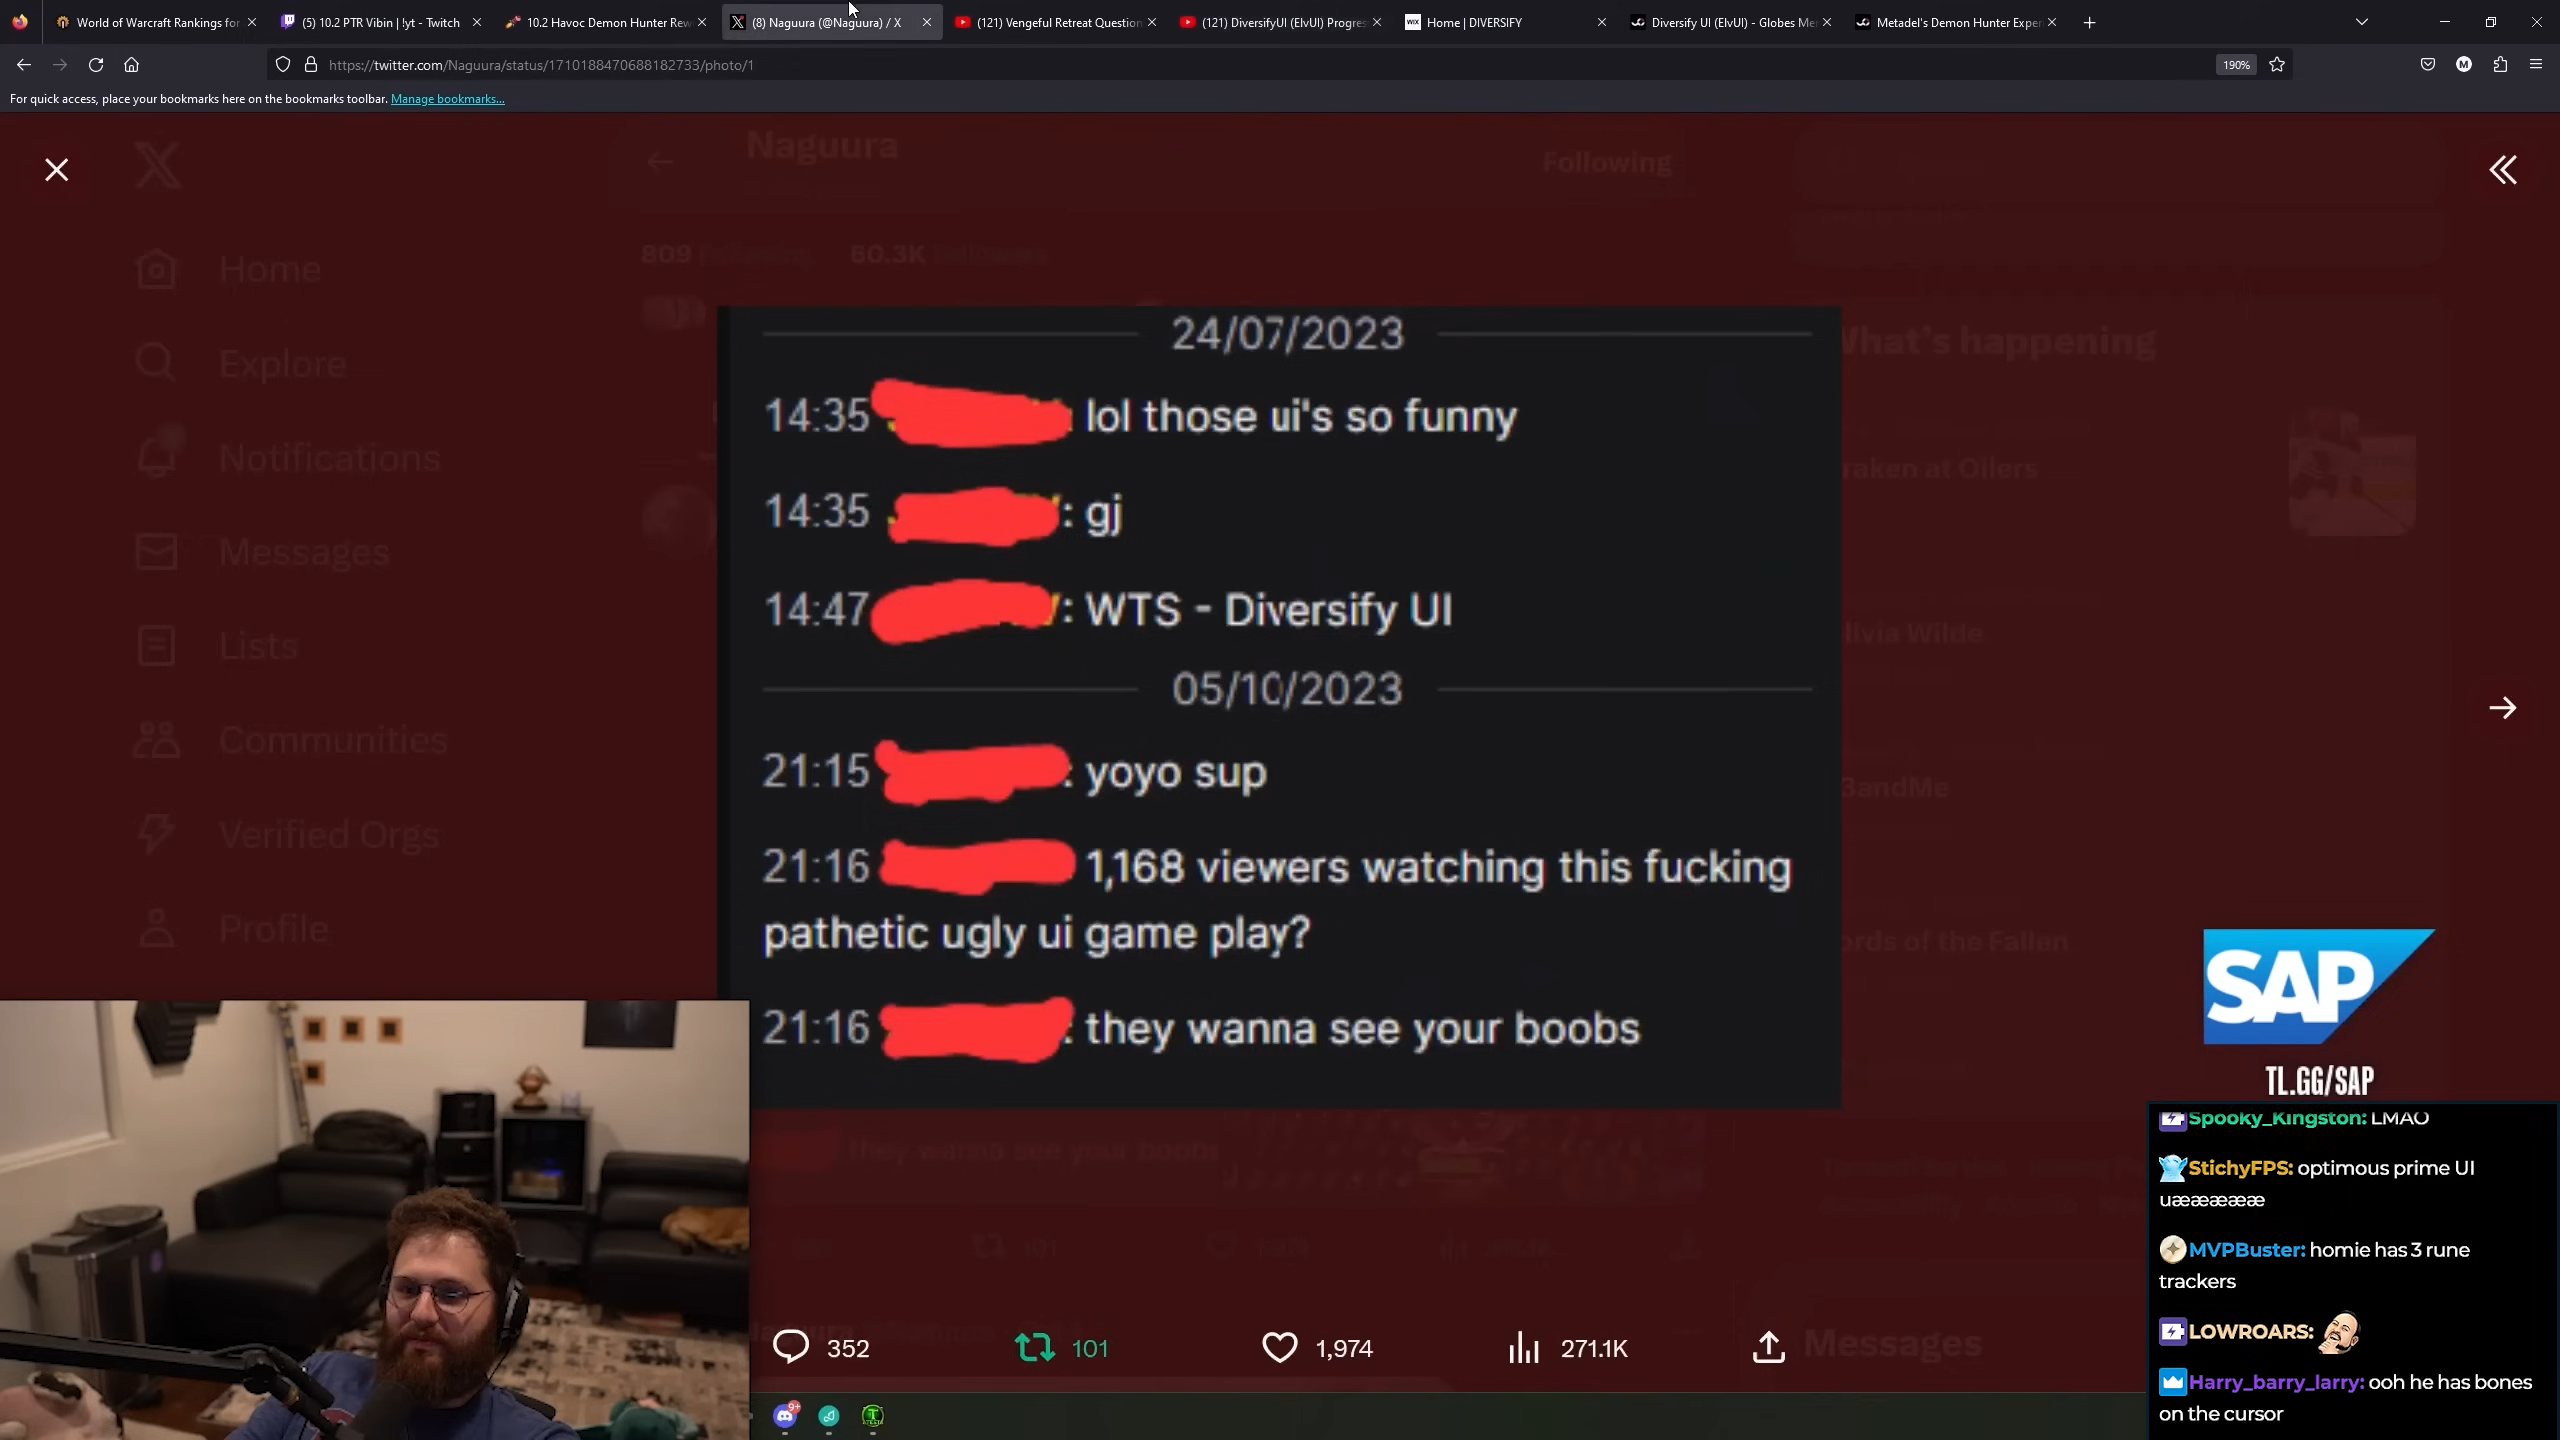 World of Warcraft Rankings for
(5) 10.2 PTR Vibin | !yt - Twitch
10.2 Havoc Demon Hunter Rew
(8) Naguura (@Naguura) / X
(121) Vengeful Retreat Question
(121) DiversifyUI (ElvUI) Progres
WIX Home | DIVERSIFY
Diversify UI (ElvUI) - Globes Me
Metadel's Demon Hunter Exper
https://twitter.com/Naguura/status/1710188470688182733/photo/1
190%
M
For quick access, place your bookmarks here on the bookmarks toolbar. Manage bookmarks...
Naguura
Following
809 Following 60.3K Followers
Home
Explore
Notifications
Messages
Lists
Communities
Verified Orgs
Profile
What's happening
raken at Oilers
livia Wilde
3andMe
ords of the Fallen
24/07/2023
14:35 : lol those ui's so funny
14:35 : gj
14:47 : WTS - Diversify UI
05/10/2023
21:15 : yoyo sup
21:16 1,168 viewers watching this fucking
pathetic ugly ui game play?
21:16 : they wanna see your boobs
they wanna see your boobs
352 101 1,974 271.1K
Messages
9+
SAP
TL.GG/SAP
Spooky_Kingston: LMAO
StichyFPS: optimous prime UI
uæææææ
MVPBuster: homie has 3 rune
trackers
LOWROARS:
Harry_barry_larry: ooh he has bones
on the cursor